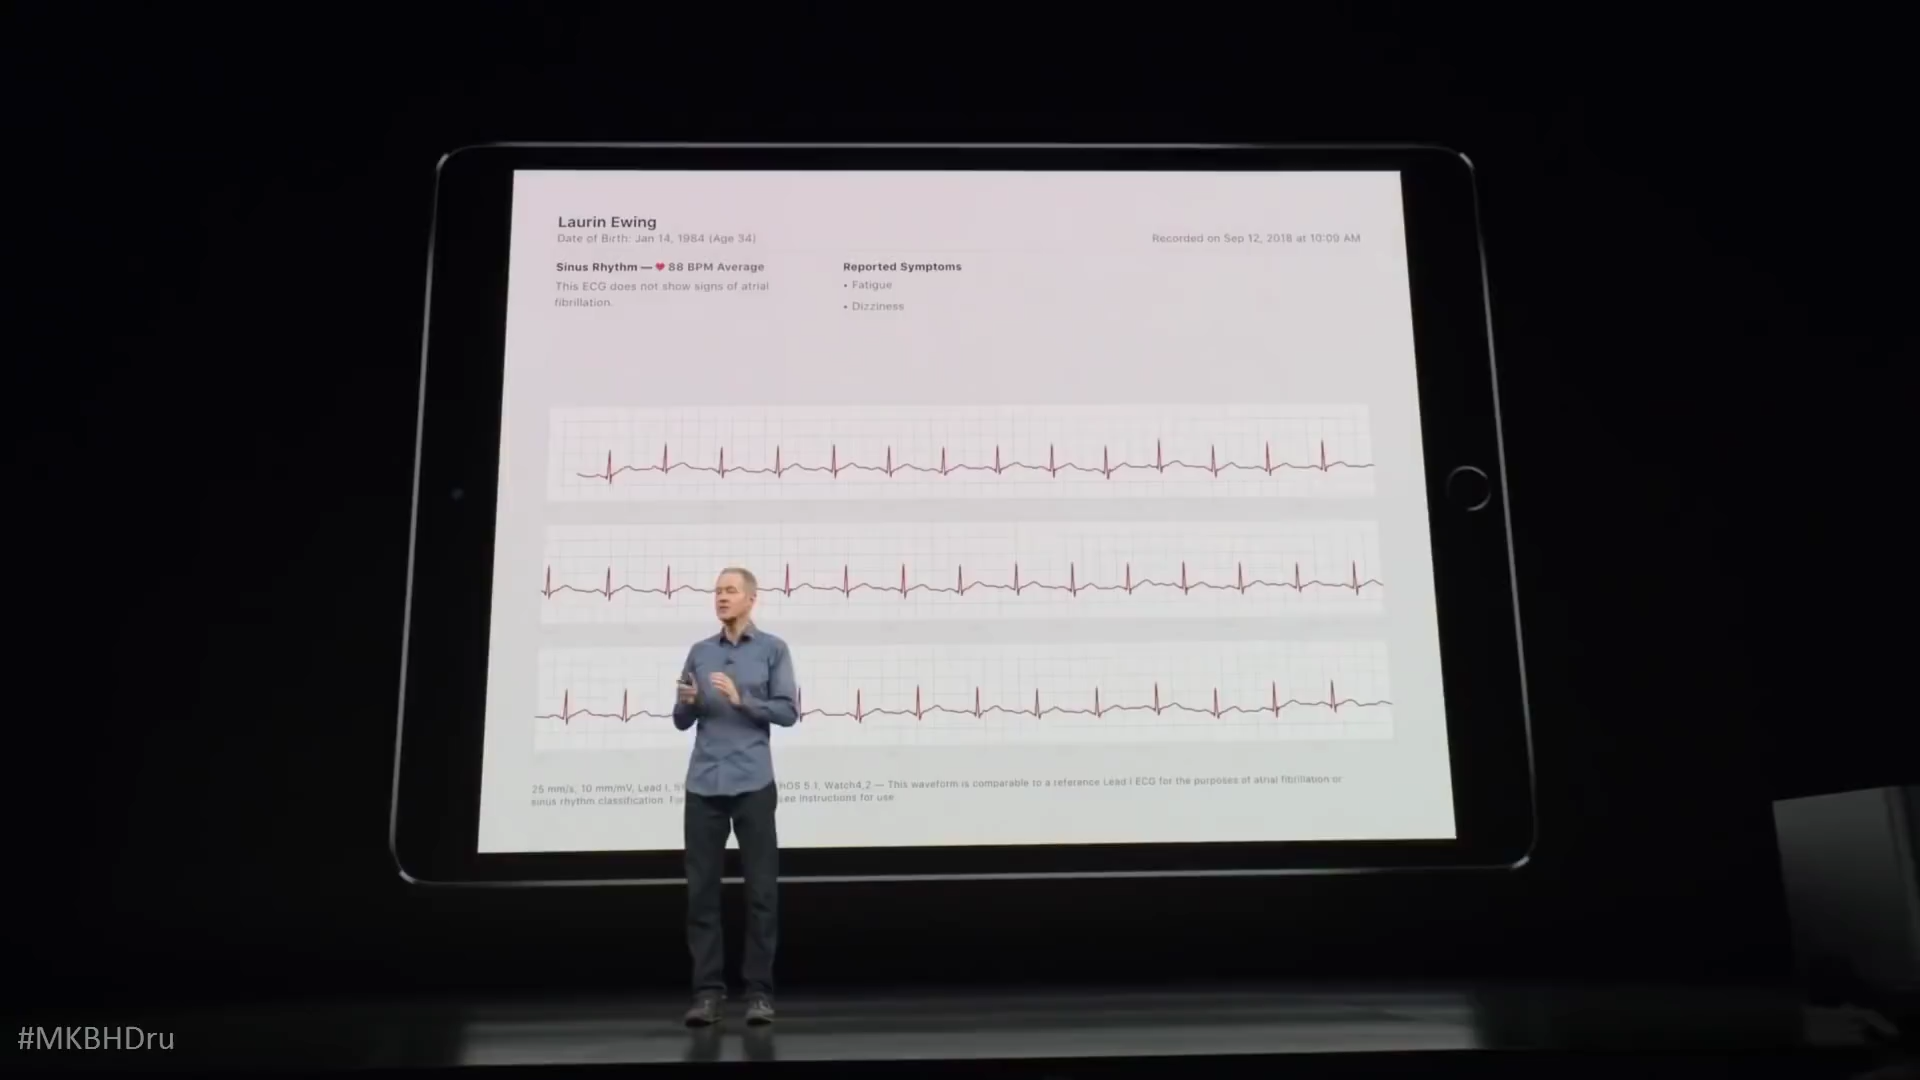 Laurin Ewing
Date of Birth: Jan 14, 1984 (Age 34)
Recorded on Sep 12, 2018 at 10:09 AM
Sinus Rhythm — ♥ 88 BPM Average
This ECG does not show signs of atrial
fibrillation.
Reported Symptoms
• Fatigue
• Dizziness
25 mm/s, 10 mm/mV, Lead I, OS 5.1, Watch4,2 — This waveform is comparable to a reference Lead I ECG for the purposes of atrial fibrillation or
sinus rhythm classification. see instructions for use
#MKBHDru